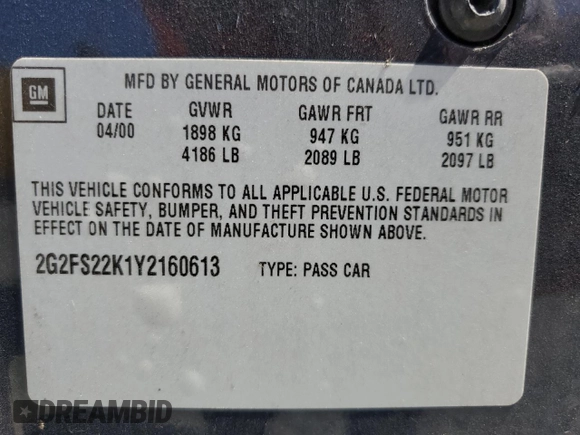 GM
MFD BY GENERAL MOTORS OF CANADA LTD.
DATE GVWR GAWR FRT GAWR RR
04/00 1898 KG 947 KG 951 KG
4186 LB 2089 LB 2097 LB
THIS VEHICLE CONFORMS TO ALL APPLICABLE U.S. FEDERAL MOTOR
VEHICLE SAFETY, BUMPER, AND THEFT PREVENTION STANDARDS IN
EFFECT ON THE DATE OF MANUFACTURE SHOWN ABOVE.
2G2FS22K1Y2160613 TYPE: PASS CAR
DREAMBID